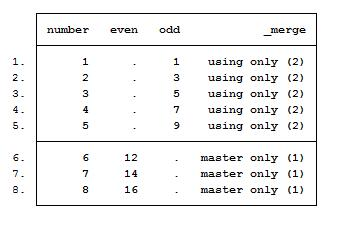 number even odd _merge
1. 1 . 1 using only (2)
2. 2 . 3 using only (2)
3. 3 . 5 using only (2)
4. 4 . 7 using only (2)
5. 5 . 9 using only (2)
6. 6 12 . master only (1)
7. 7 14 . master only (1)
8. 8 16 . master only (1)